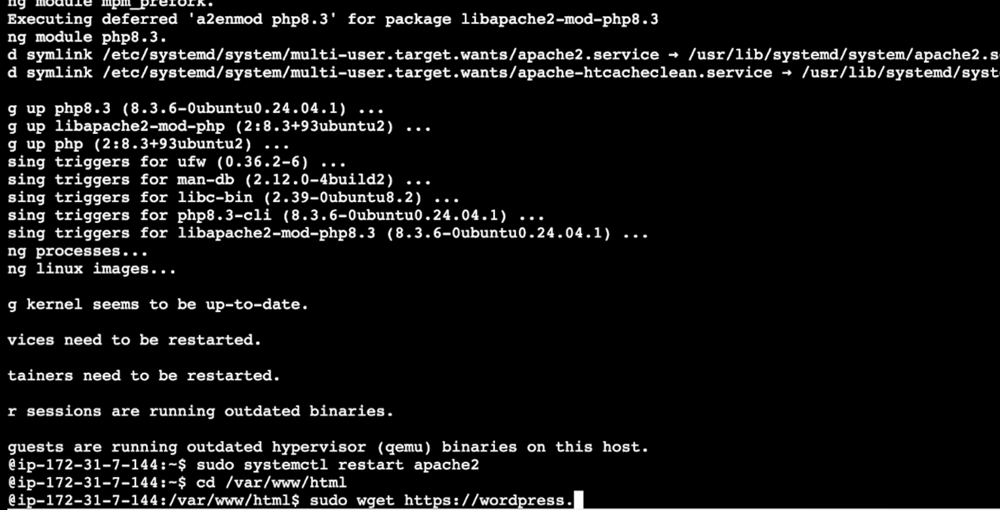 ng module mpm_prefork.
Executing deferred 'a2enmod php8.3' for package libapache2-mod-php8.3
ng module php8.3.
d symlink /etc/systemd/system/multi-user.target.wants/apache2.service → /usr/lib/systemd/system/apache2.s
d symlink /etc/systemd/system/multi-user.target.wants/apache-htcacheclean.service → /usr/lib/systemd/syst
g up php8.3 (8.3.6-0ubuntu0.24.04.1) ...
g up libapache2-mod-php (2:8.3+93ubuntu2) ...
g up php (2:8.3+93ubuntu2) ...
sing triggers for ufw (0.36.2-6) ...
sing triggers for man-db (2.12.0-4build2) ...
sing triggers for libc-bin (2.39-0ubuntu8.2) ...
sing triggers for php8.3-cli (8.3.6-0ubuntu0.24.04.1) ...
sing triggers for libapache2-mod-php8.3 (8.3.6-0ubuntu0.24.04.1) ...
ng processes...
ng linux images...
g kernel seems to be up-to-date.
vices need to be restarted.
tainers need to be restarted.
r sessions are running outdated binaries.
guests are running outdated hypervisor (qemu) binaries on this host.
@ip-172-31-7-144:~$ sudo systemctl restart apache2
@ip-172-31-7-144:~$ cd /var/www/html
@ip-172-31-7-144:/var/www/html$ sudo wget https://wordpress.